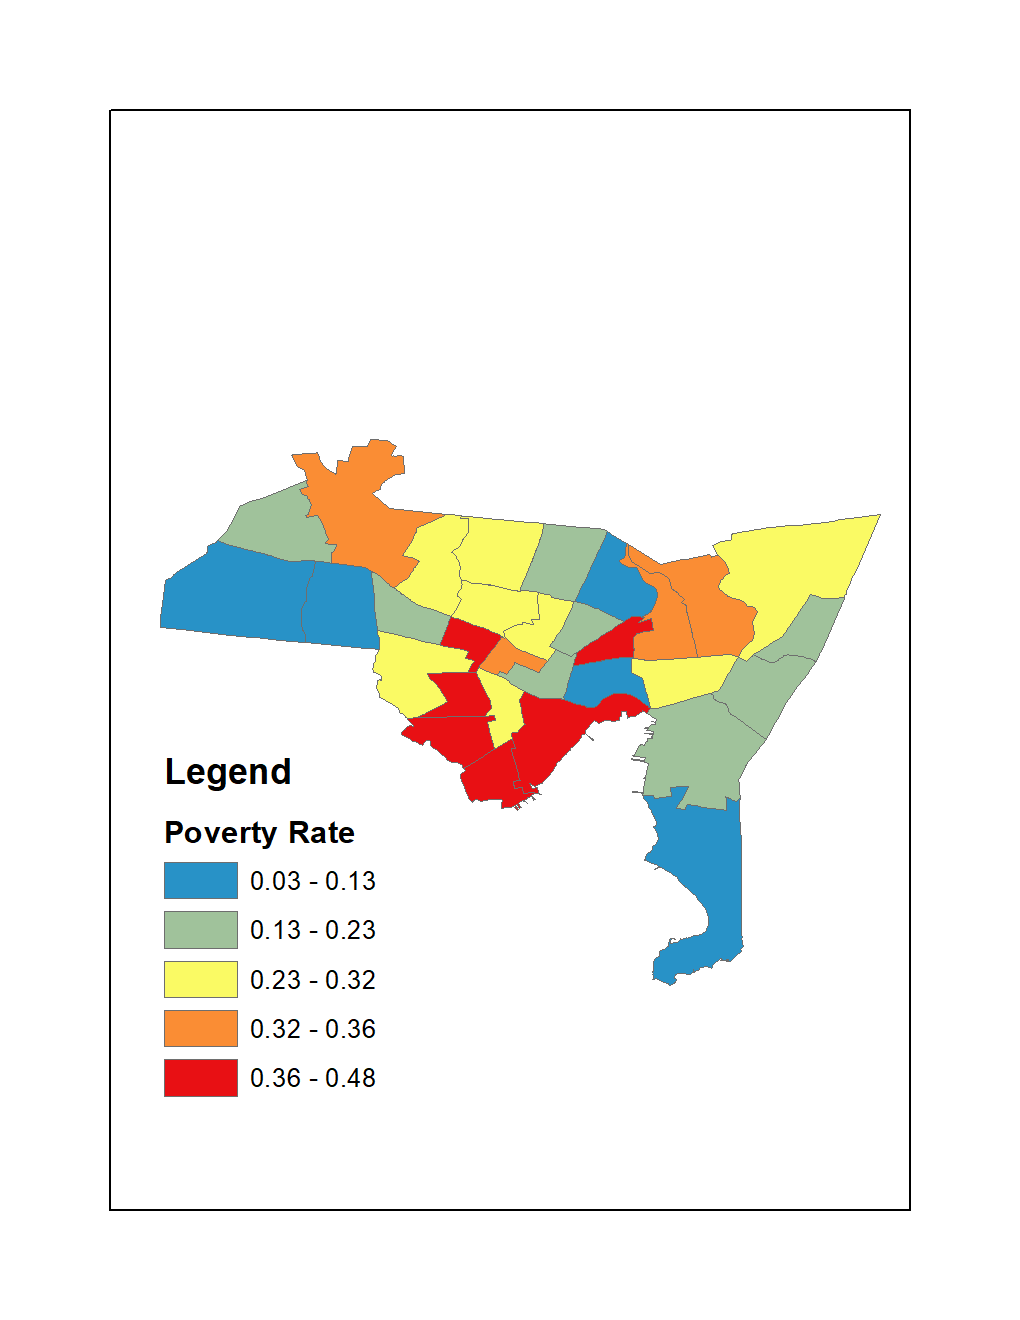 Legend
Poverty Rate
0.03 - 0.13
0.13 - 0.23
0.23 - 0.32
0.32 - 0.36
0.36 - 0.48